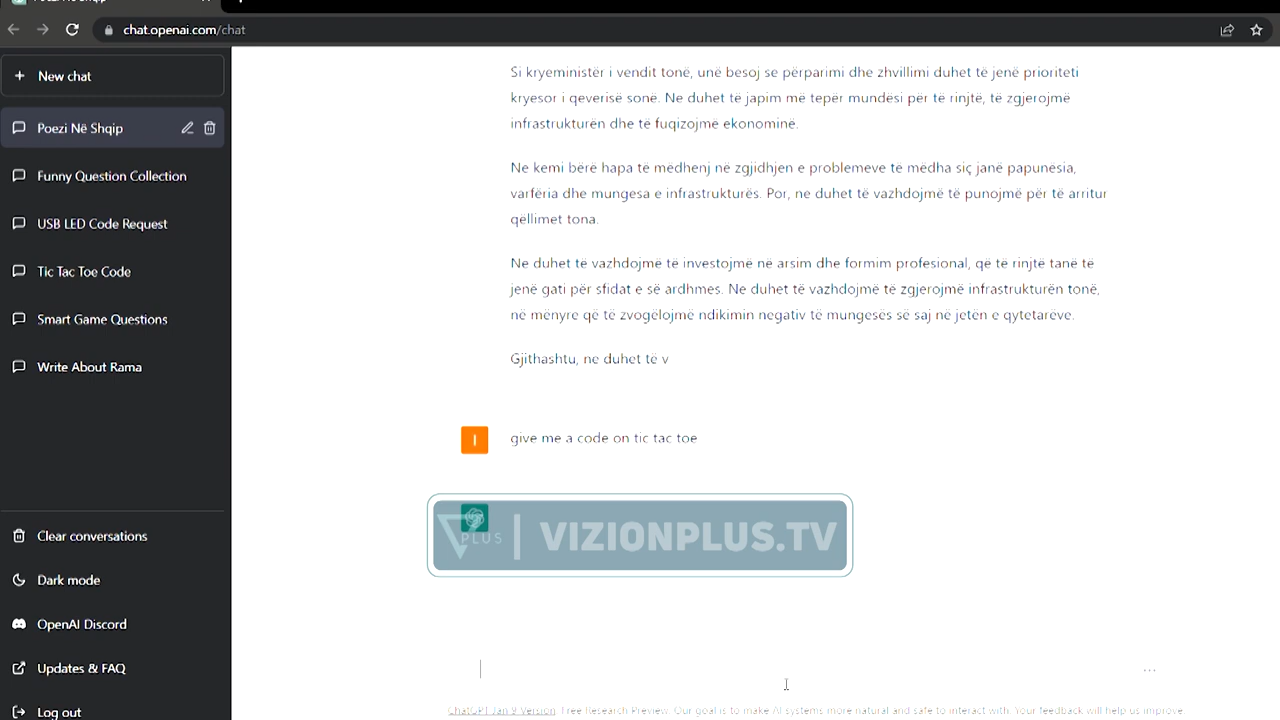 Poezi Në Shqip
chat.openai.com/chat
New chat
Poezi Në Shqip
Funny Question Collection
USB LED Code Request
Tic Tac Toe Code
Smart Game Questions
Write About Rama
Clear conversations
Dark mode
OpenAI Discord
Updates & FAQ
Log out
Si kryeministër i vendit tonë, unë besoj se përparimi dhe zhvillimi duhet të jenë prioriteti
kryesor i qeverisë sonë. Ne duhet të japim më tepër mundësi për të rinjtë, të zgjerojmë
infrastrukturën dhe të fuqizojmë ekonominë.
Ne kemi bërë hapa të mëdhenj në zgjidhjen e problemeve të mëdha siç janë papunësia,
varfëria dhe mungesa e infrastrukturës. Por, ne duhet të vazhdojmë të punojmë për të arritur
qëllimet tona.
Ne duhet të vazhdojmë të investojmë në arsim dhe formim profesional, që të rinjtë tanë të
jenë gati për sfidat e së ardhmes. Ne duhet të vazhdojmë të zgjerojmë infrastrukturën tonë,
në mënyre që të zvogëlojmë ndikimin negativ të mungesës së saj në jetën e qytetarëve.
Gjithashtu, ne duhet të v
I give me a code on tic tac toe
PLUS | VIZIONPLUS.TV
...
ChatGPT Jan 9 Version. Free Research Preview. Our goal is to make AI systems more natural and safe to interact with. Your feedback will help us improve.